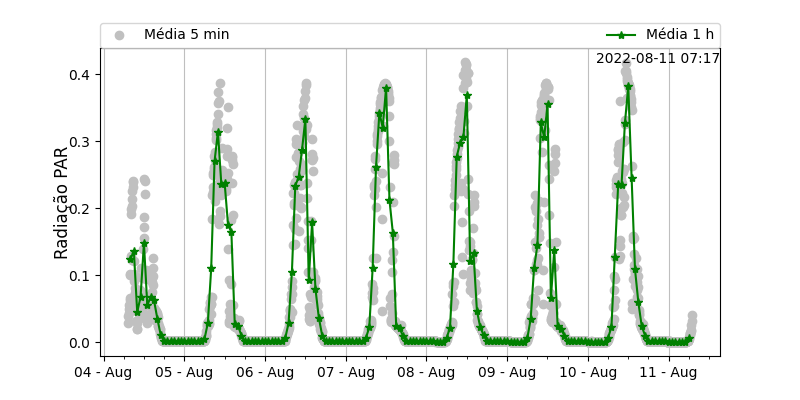 Média 5 min
Média 1 h
2022-08-11 07:17
Radiação PAR
0.4
0.3
0.2
0.1
0.0
04 - Aug
05 - Aug
06 - Aug
07 - Aug
08 - Aug
09 - Aug
10 - Aug
11 - Aug